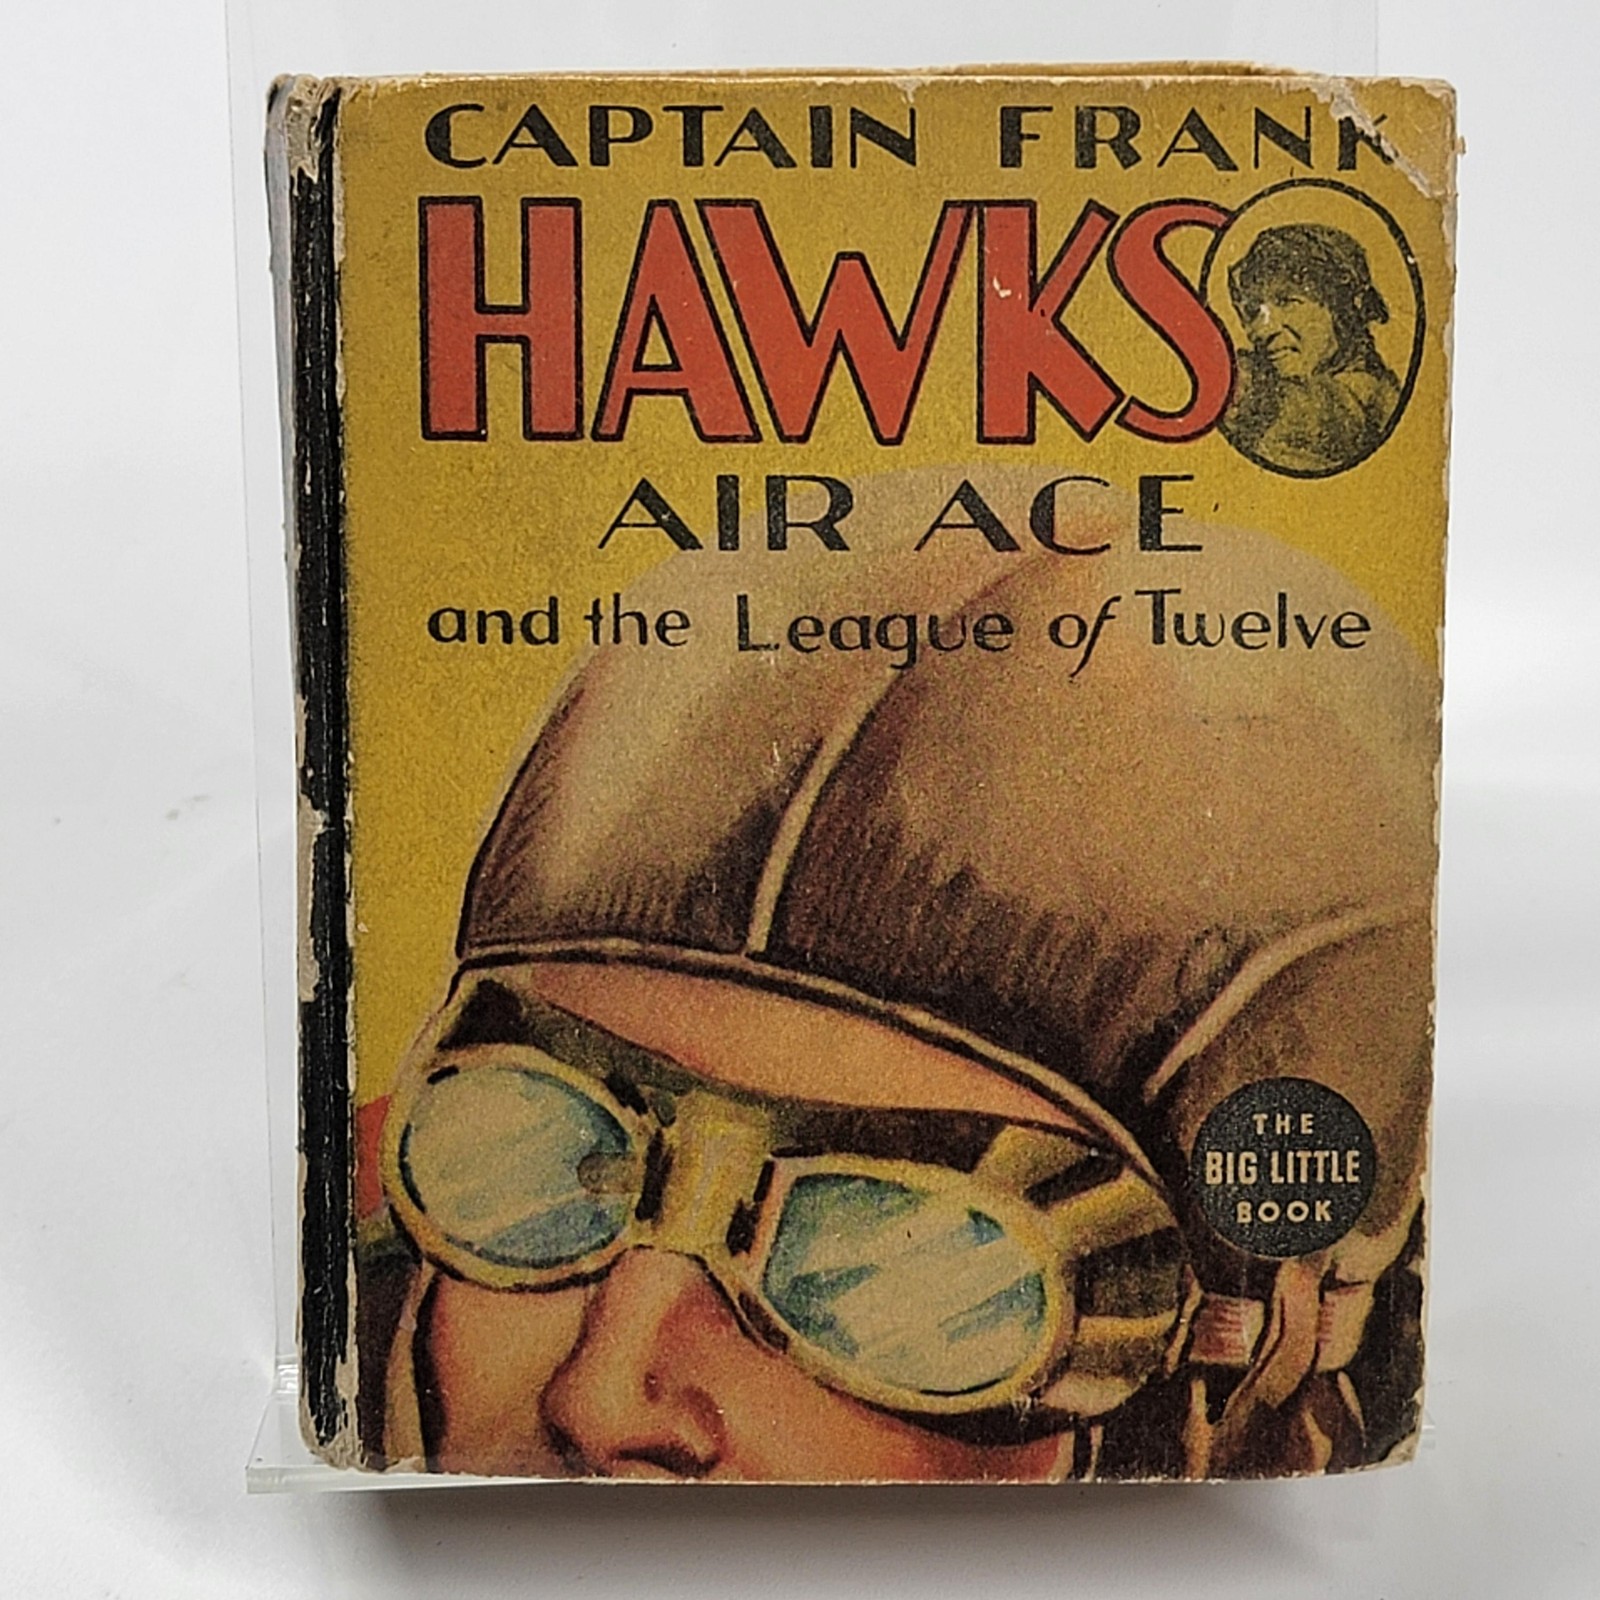 CAPTAIN FRANK
HAWKS
AIR ACE
and the League of Twelve
THE
BIG LITTLE
BOOK